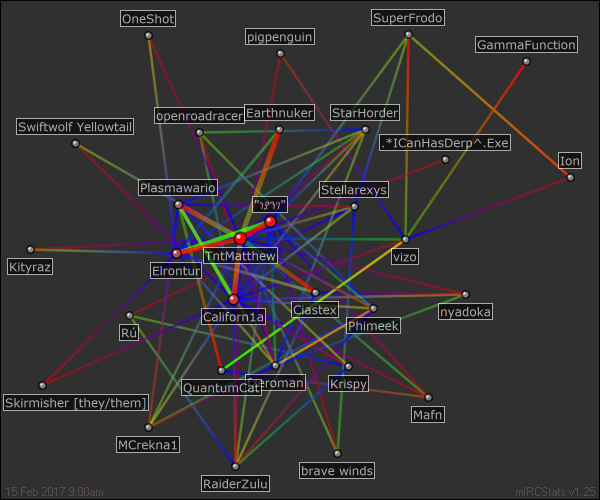 OneShot
SuperFrodo
pigpenguin
GammaFunction
openroadracer
Earthnuker
StarHorder
Swiftwolf Yellowtail
.*ICanHasDerp^.Exe
Ion
Plasmawario
Stellarexys
TntMatthew
vizo
Kityraz
Elrontur
Californ1a
Ciastex
nyadoka
Phimeek
Rú
QuantumCat
eroman
Krispy
Skirmisher [they/them]
Mafn
MCrekna1
brave winds
RaiderZulu
15 Feb 2017 9:00am
mIRCStats v1.25